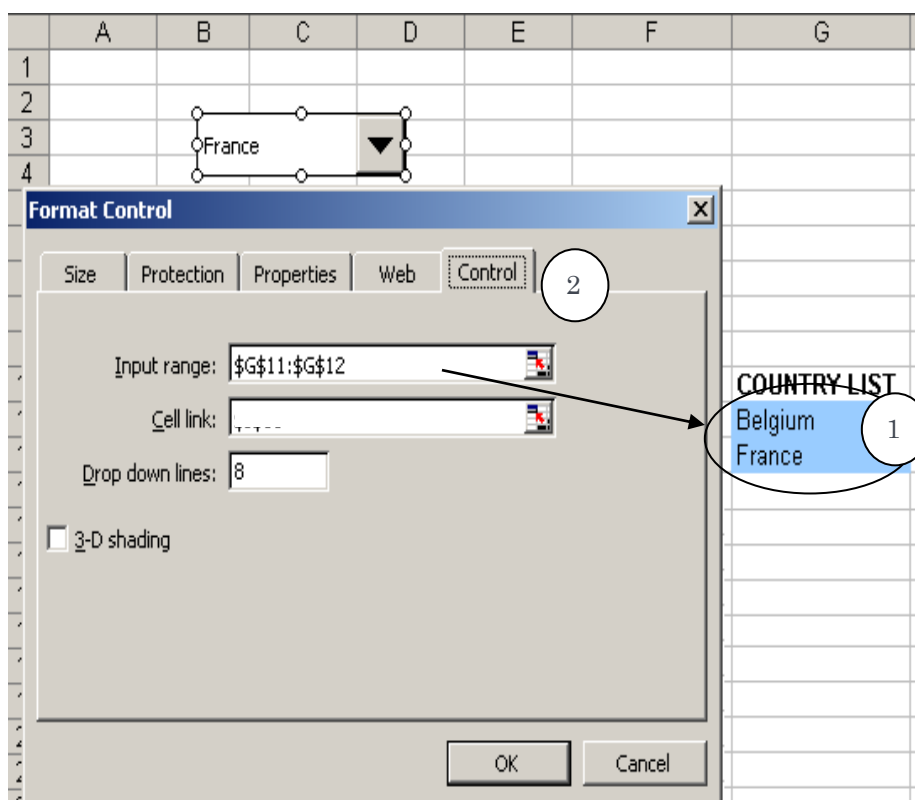 A B C D E F G
1
2
3 France
4
Format Control
Size Protection Properties Web Control 2
Input range: $G$11:$G$12
COUNTRY LIST
Cell link:
Belgium 1
France
Drop down lines: 8
3-D shading
OK Cancel